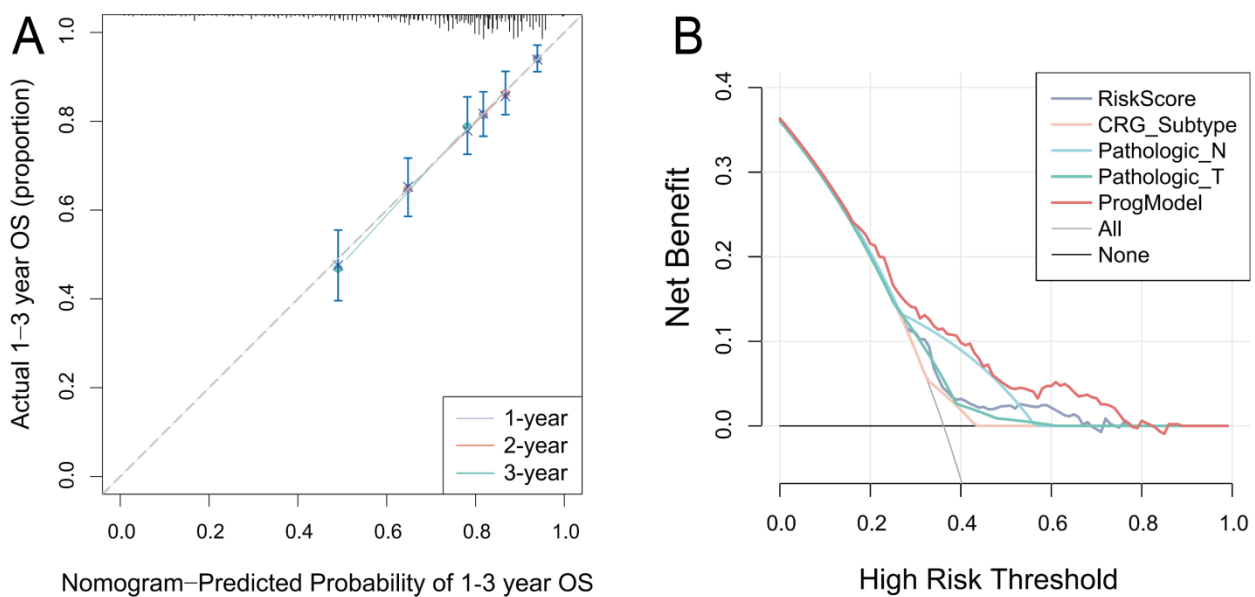 A
Actual 1−3 year OS (proportion)
1.0
0.8
0.6
0.4
0.2
0.0
1-year
2-year
3-year
0.0 0.2 0.4 0.6 0.8 1.0
Nomogram−Predicted Probability of 1-3 year OS
B
Net Benefit
0.4
0.3
0.2
0.1
0.0
RiskScore
CRG_Subtype
Pathologic_N
Pathologic_T
ProgModel
All
None
0.0 0.2 0.4 0.6 0.8 1.0
High Risk Threshold